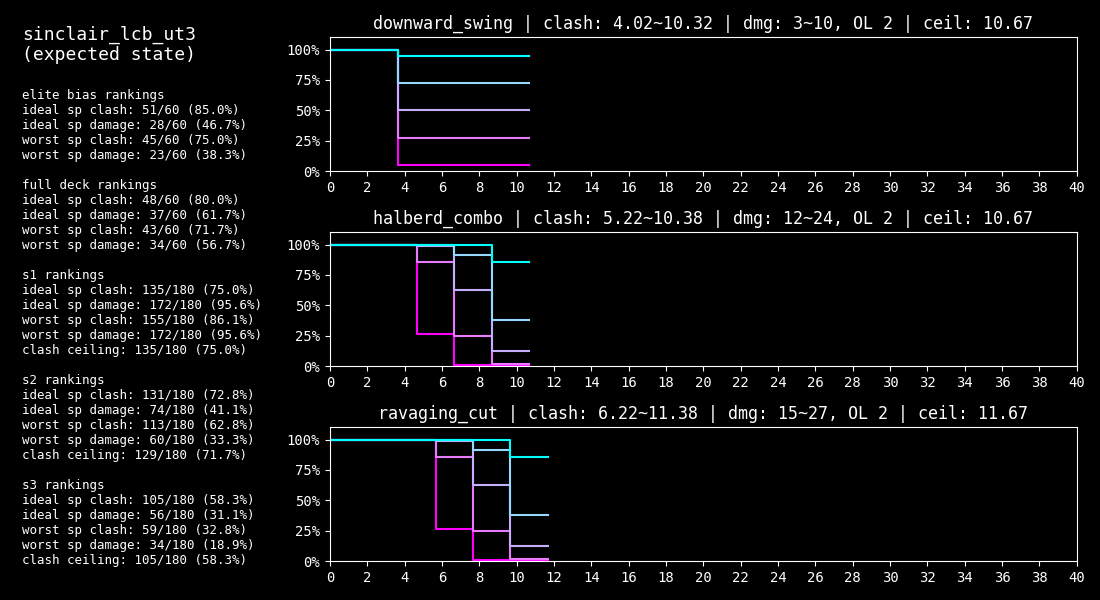 sinclair_lcb_ut3
(expected state)
elite bias rankings
ideal sp clash: 51/60 (85.0%)
ideal sp damage: 28/60 (46.7%)
worst sp clash: 45/60 (75.0%)
worst sp damage: 23/60 (38.3%)
full deck rankings
ideal sp clash: 48/60 (80.0%)
ideal sp damage: 37/60 (61.7%)
worst sp clash: 43/60 (71.7%)
worst sp damage: 34/60 (56.7%)
s1 rankings
ideal sp clash: 135/180 (75.0%)
ideal sp damage: 172/180 (95.6%)
worst sp clash: 155/180 (86.1%)
worst sp damage: 172/180 (95.6%)
clash ceiling: 135/180 (75.0%)
s2 rankings
ideal sp clash: 131/180 (72.8%)
ideal sp damage: 74/180 (41.1%)
worst sp clash: 113/180 (62.8%)
worst sp damage: 60/180 (33.3%)
clash ceiling: 129/180 (71.7%)
s3 rankings
ideal sp clash: 105/180 (58.3%)
ideal sp damage: 56/180 (31.1%)
worst sp clash: 59/180 (32.8%)
worst sp damage: 34/180 (18.9%)
clash ceiling: 105/180 (58.3%)
downward_swing | clash: 4.02~10.32 | dmg: 3~10, OL 2 | ceil: 10.67
100%
75%
50%
25%
0%
0 2 4 6 8 10 12 14 16 18 20 22 24 26 28 30 32 34 36 38 40
halberd_combo | clash: 5.22~10.38 | dmg: 12~24, OL 2 | ceil: 10.67
100%
75%
50%
25%
0%
0 2 4 6 8 10 12 14 16 18 20 22 24 26 28 30 32 34 36 38 40
ravaging_cut | clash: 6.22~11.38 | dmg: 15~27, OL 2 | ceil: 11.67
100%
75%
50%
25%
0%
0 2 4 6 8 10 12 14 16 18 20 22 24 26 28 30 32 34 36 38 40